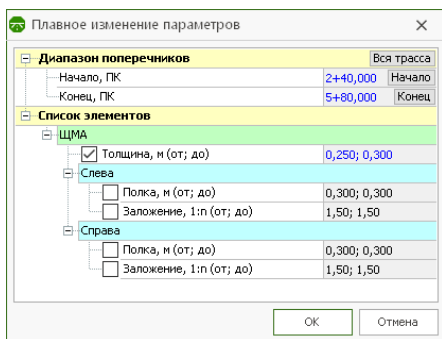 Плавное изменение параметров
Диапазон поперечников Вся трасса
Начало, ПК 2+40,000 Начало
Конец, ПК 5+80,000 Конец
Список элементов
ЩМА
Толщина, м (от; до) 0,250; 0,300
Слева
Полка, м (от; до) 0,300; 0,300
Заложение, 1:n (от; до) 1,50; 1,50
Справа
Полка, м (от; до) 0,300; 0,300
Заложение, 1:n (от; до) 1,50; 1,50
OK Отмена